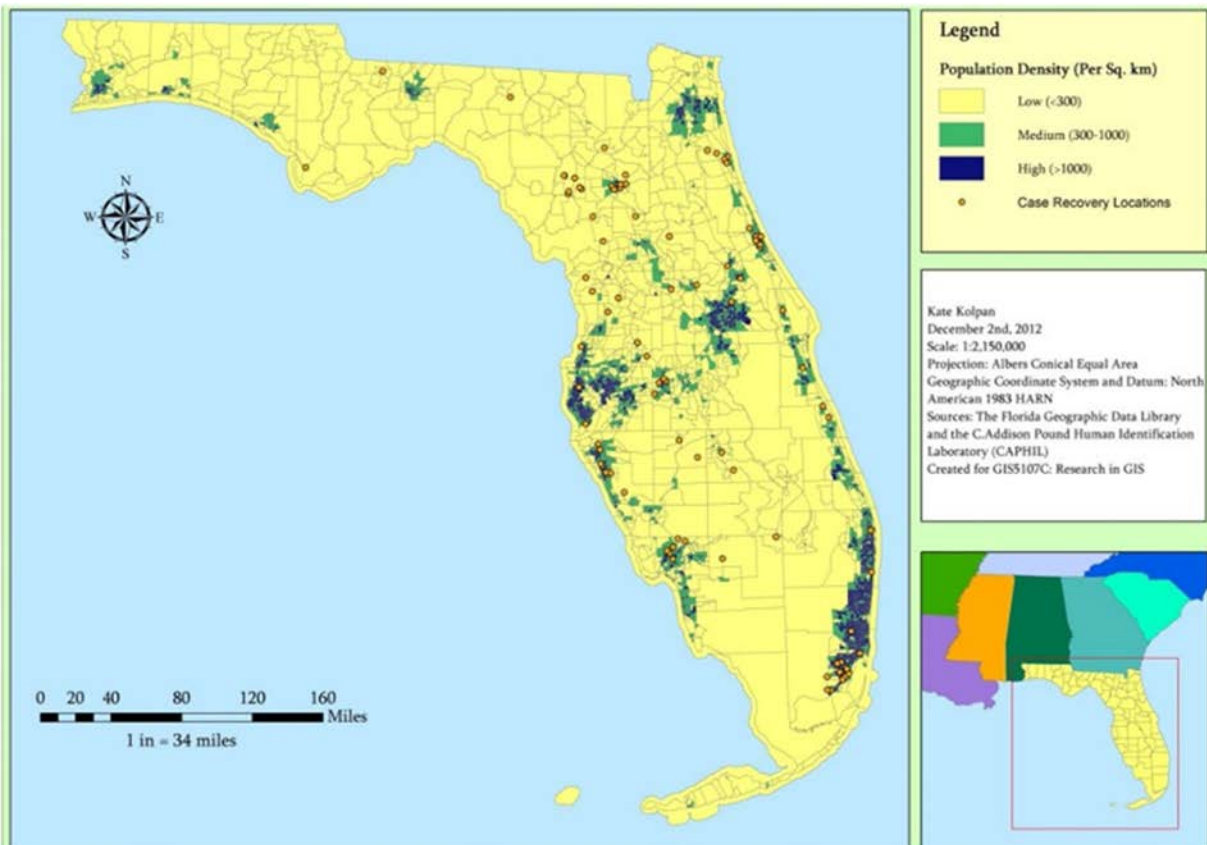 Legend
Population Density (Per Sq. km)
Low (<300)
Medium (300-1000)
High (>1000)
Case Recovery Locations
N
W E
S
Kate Kolpan
December 2nd, 2012
Scale: 1:2,150,000
Projection: Albers Conical Equal Area
Geographic Coordinate System and Datum: North
American 1983 HARN
Sources: The Florida Geographic Data Library
and the C.Addison Pound Human Identification
Laboratory (CAPHIL)
Created for GIS5107C: Research in GIS
0 20 40 80 120 160
Miles
1 in = 34 miles